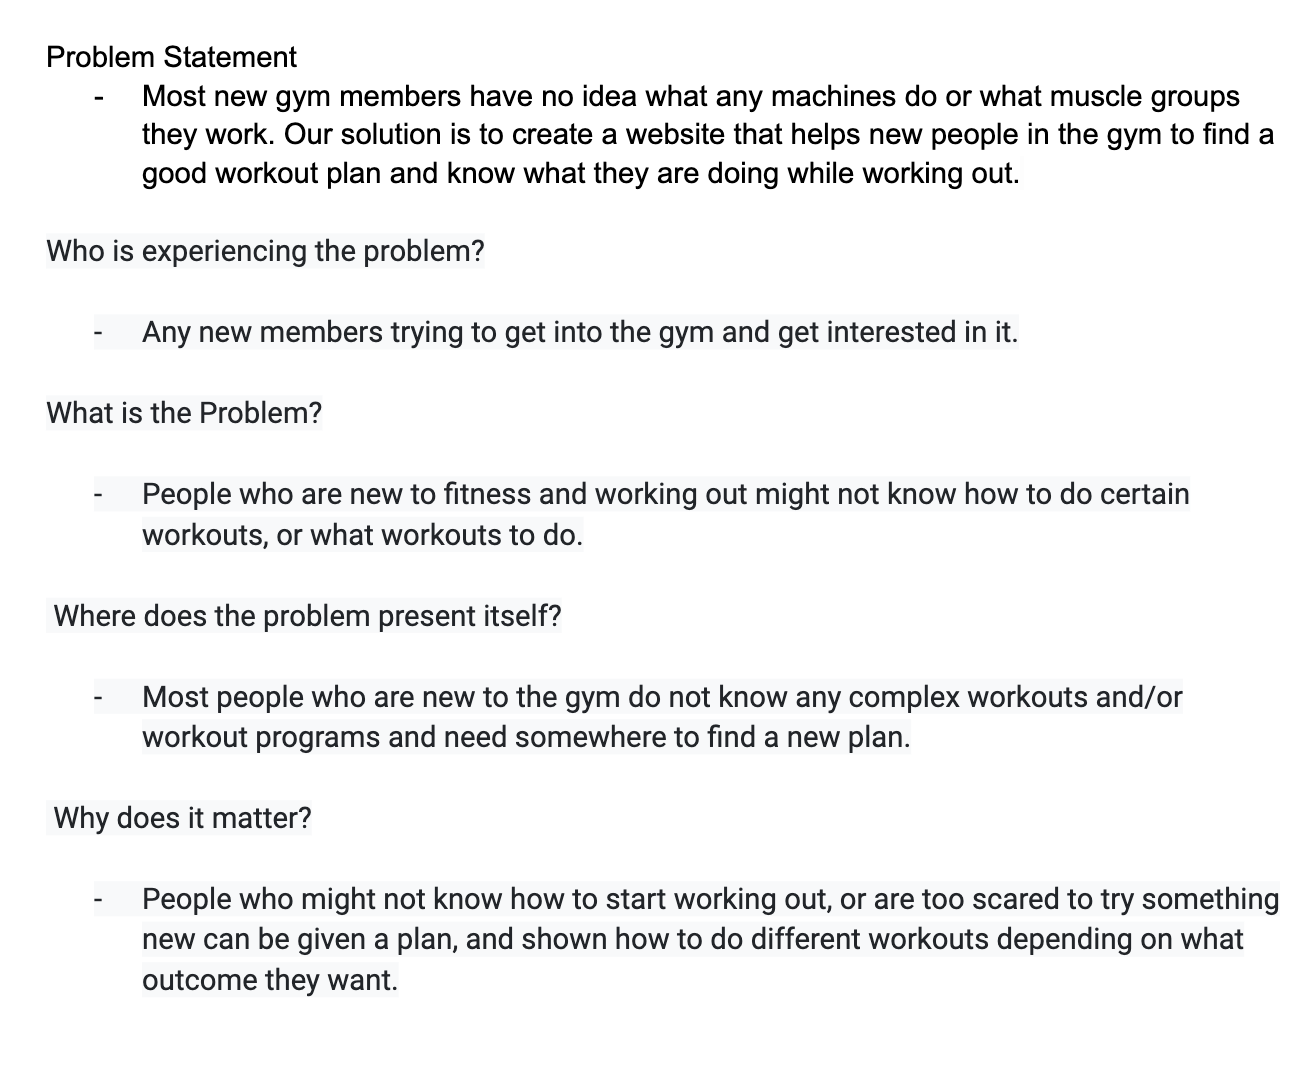 Problem Statement
- Most new gym members have no idea what any machines do or what muscle groups
they work. Our solution is to create a website that helps new people in the gym to find a
good workout plan and know what they are doing while working out.
Who is experiencing the problem?
- Any new members trying to get into the gym and get interested in it.
What is the Problem?
- People who are new to fitness and working out might not know how to do certain
workouts, or what workouts to do.
Where does the problem present itself?
- Most people who are new to the gym do not know any complex workouts and/or
workout programs and need somewhere to find a new plan.
Why does it matter?
- People who might not know how to start working out, or are too scared to try something
new can be given a plan, and shown how to do different workouts depending on what
outcome they want.